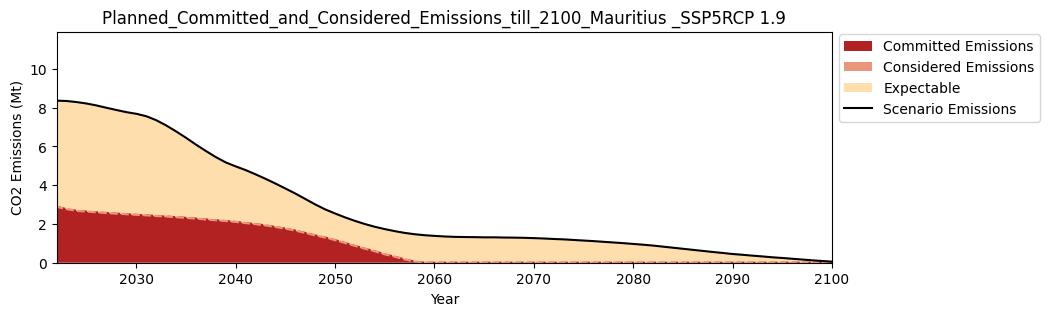 Planned_Committed_and_Considered_Emissions_till_2100_Mauritius _SSP5RCP 1.9
CO2 Emissions (Mt)
10
8
6
4
2
0
2030 2040 2050 2060 2070 2080 2090 2100
Year
Committed Emissions
Considered Emissions
Expectable
Scenario Emissions